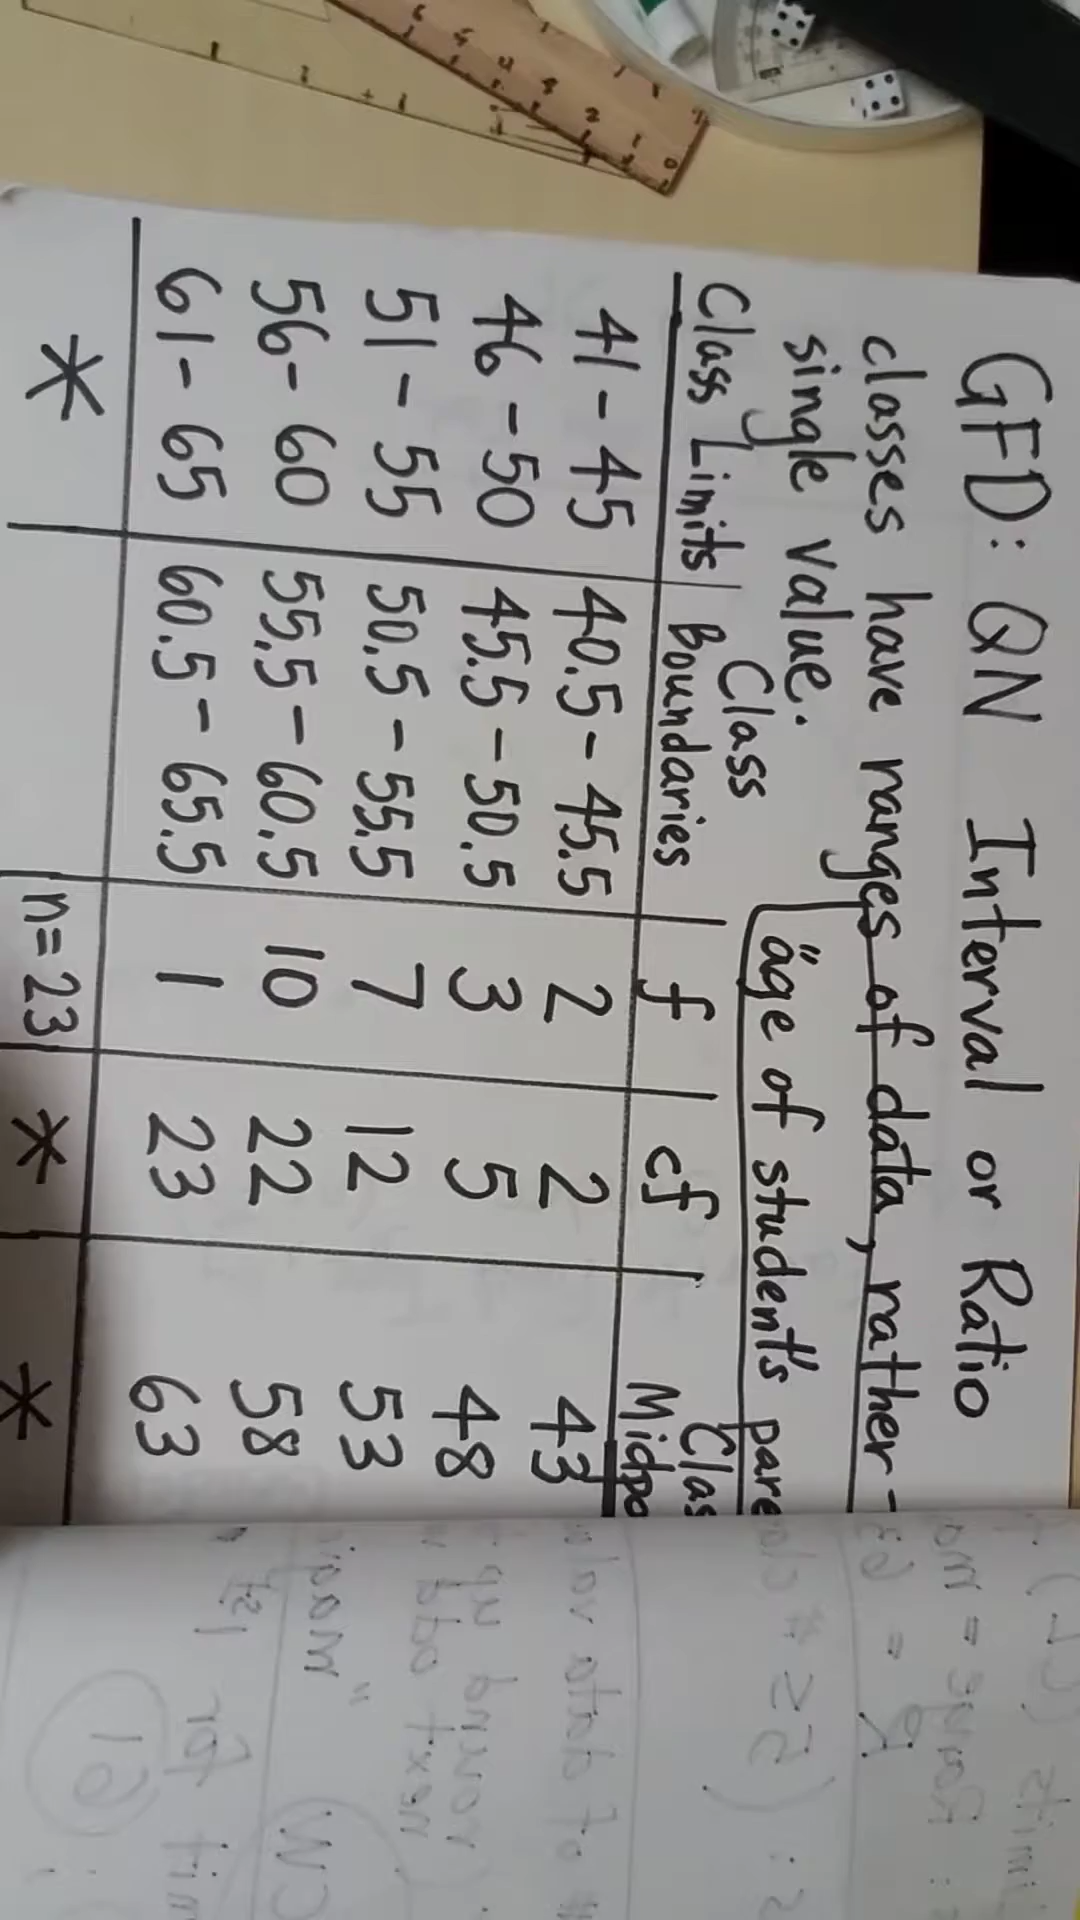 GFD: QN Interval or Ratio
classes have ranges of data, rather-
single value.
"age of student's pare
Class Limits | Class Boundaries | f | cf | Clas Midpo
41-45 40.5-45.5 2 2 43
46-50 45.5-50.5 3 5 48
51-55 50.5-55.5 7 12 53
56-60 55.5-60.5 10 22 58
61-65 60.5-65.5 1 23 63
* n=23 * *